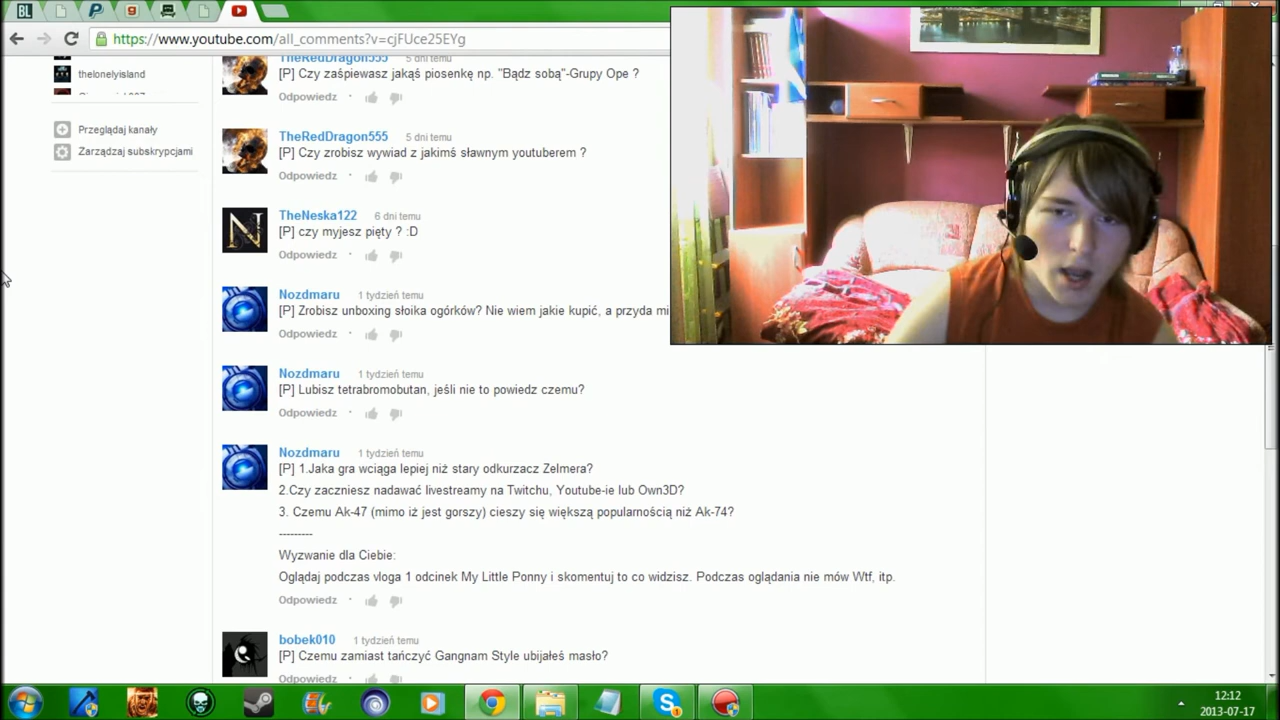 BL
https://www.youtube.com/all_comments?v=cjFUce25EYg
thelonelyisland
Przeglądaj kanały
Zarządzaj subskrypcjami
TheRedDragon555 5 dni temu
[P] Czy zaśpiewasz jakąś piosenkę np. "Bądz sobą"-Grupy Ope ?
Odpowiedz
TheRedDragon555 5 dni temu
[P] Czy zrobisz wywiad z jakimś sławnym youtuberem ?
Odpowiedz
TheNeska122 6 dni temu
[P] czy myjesz pięty ? :D
Odpowiedz
Nozdmaru 1 tydzień temu
[P] Zrobisz unboxing słoika ogórków? Nie wiem jakie kupić, a przyda mi
Odpowiedz
Nozdmaru 1 tydzień temu
[P] Lubisz tetrabromobutan, jeśli nie to powiedz czemu?
Odpowiedz
Nozdmaru 1 tydzień temu
[P] 1.Jaka gra wciąga lepiej niż stary odkurzacz Zelmera?
2.Czy zaczniesz nadawać livestreamy na Twitchu, Youtube-ie lub Own3D?
3. Czemu Ak-47 (mimo iż jest gorszy) cieszy się większą popularnością niż Ak-74?
---------
Wyzwanie dla Ciebie:
Oglądaj podczas vloga 1 odcinek My Little Ponny i skomentuj to co widzisz. Podczas oglądania nie mów Wtf, itp.
Odpowiedz
bobek010 1 tydzień temu
[P] Czemu zamiast tańczyć Gangnam Style ubijałeś masło?
Odpowiedz
12:12
2013-07-17